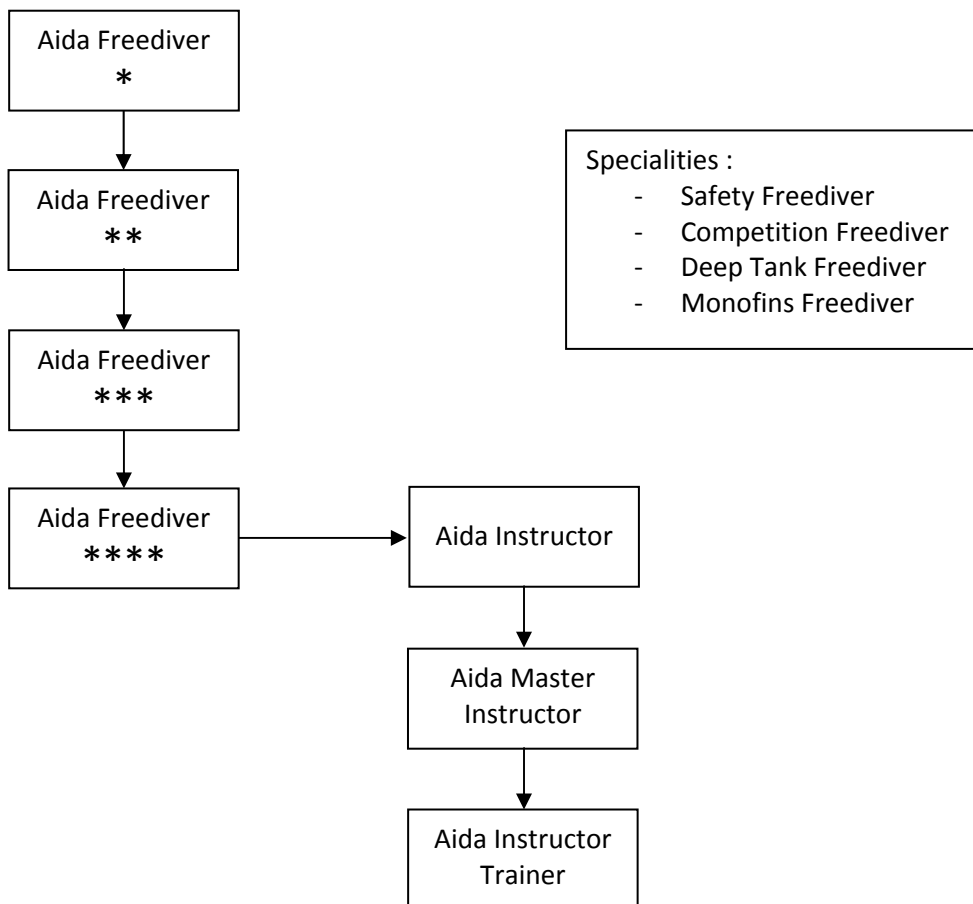 Aida Freediver
*
Aida Freediver
**
Aida Freediver
***
Aida Freediver
****
Specialities :
- Safety Freediver
- Competition Freediver
- Deep Tank Freediver
- Monofins Freediver
Aida Instructor
Aida Master
Instructor
Aida Instructor
Trainer